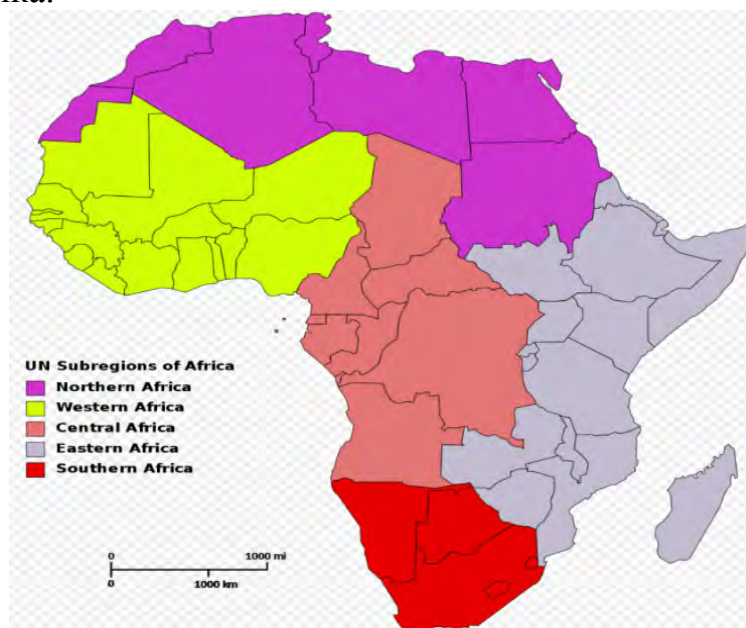 UN Subregions of Africa
Northern Africa
Western Africa
Central Africa
Eastern Africa
Southern Africa
0 1000 mi
0 1000 km